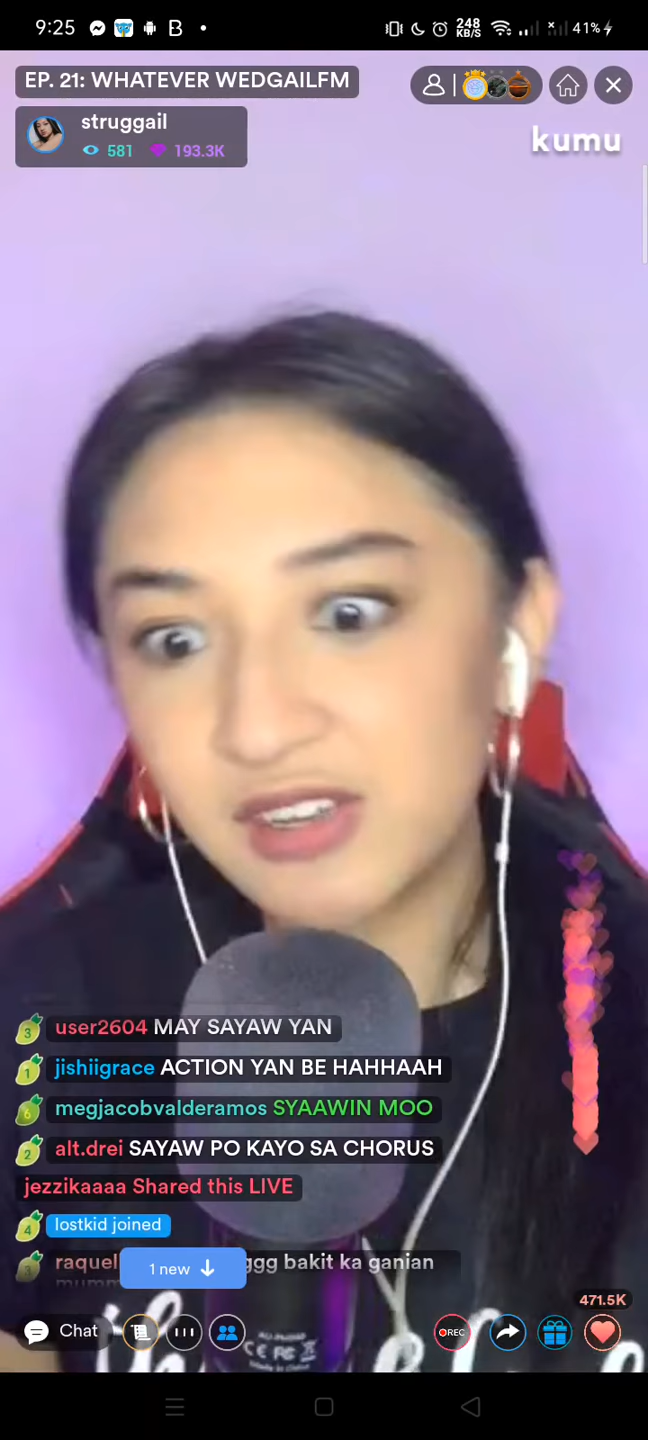 9:25
B
248
KB/S
41%
EP. 21: WHATEVER WEDGAILFM
struggail
581
193.3K
kumu
3 user2604 MAY SAYAW YAN
1 jishiigrace ACTION YAN BE HAHHAAH
6 megjacobvalderamos SYAAWIN MOO
2 alt.drei SAYAW PO KAYO SA CHORUS
jezzikaaaa Shared this LIVE
4 lostkid joined
raquel ggg bakit ka ganian
1 new
471.5K
Chat
REC